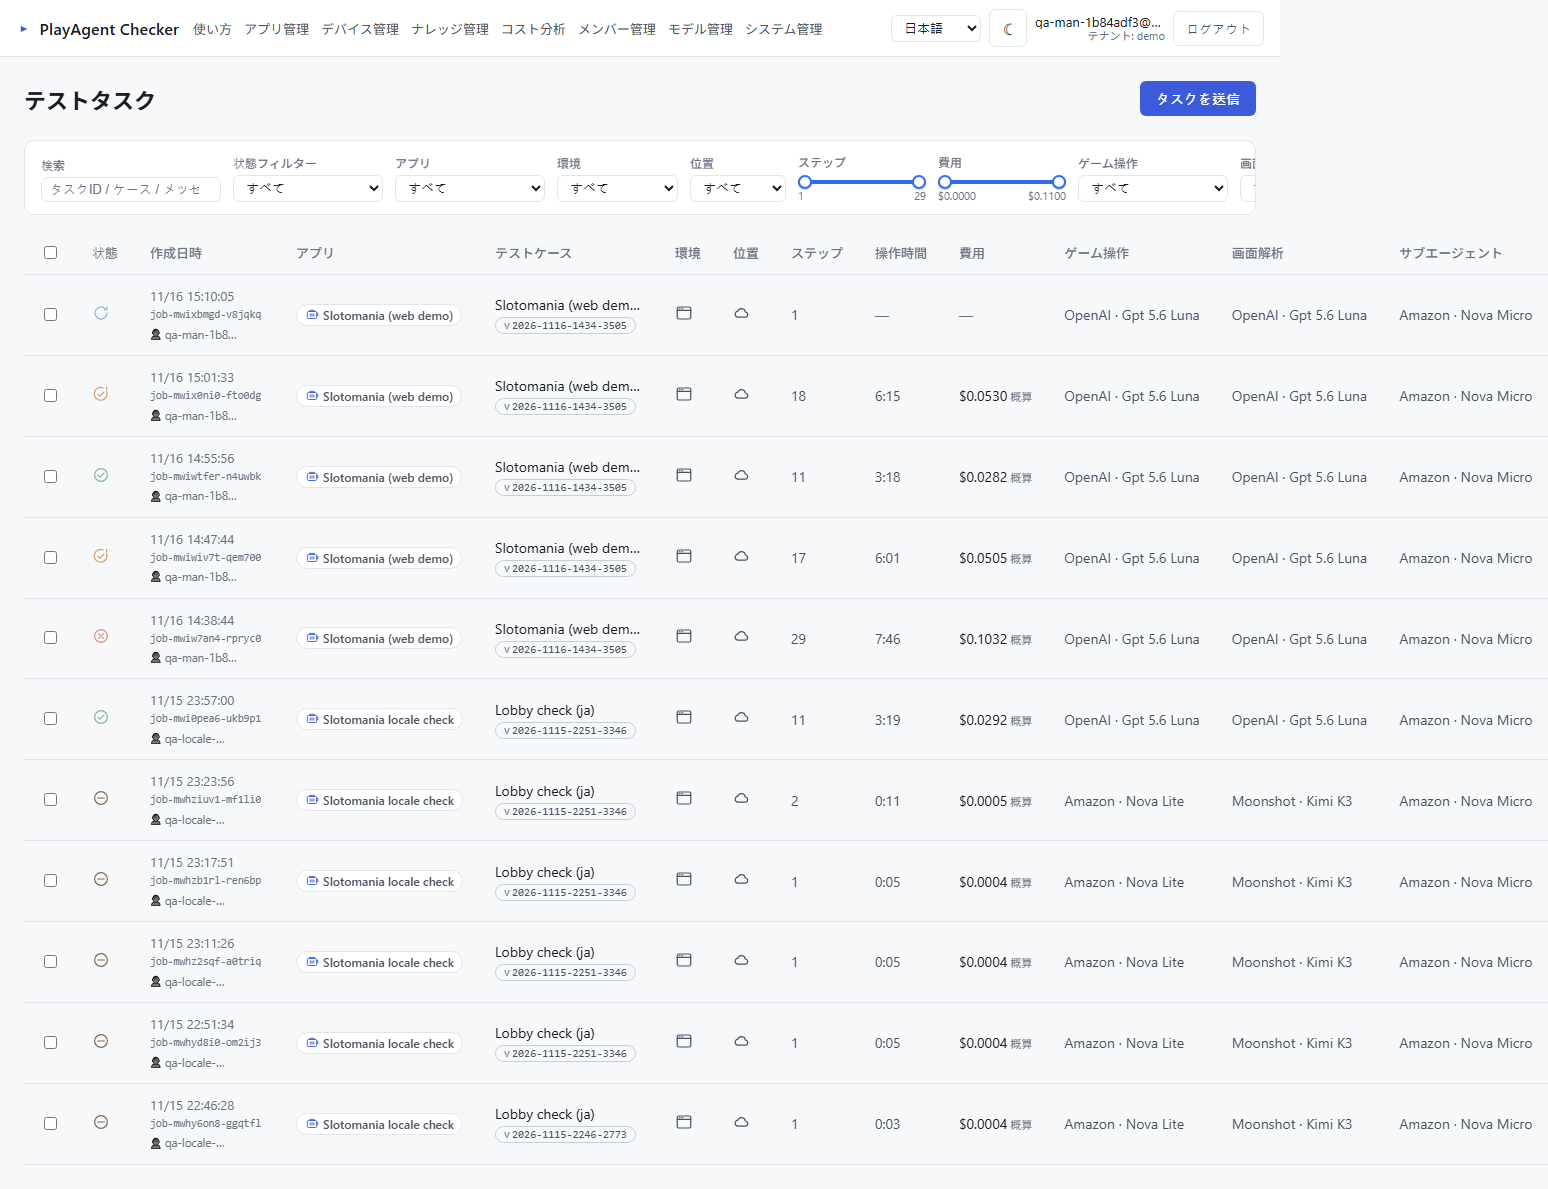 PlayAgent Checker 使い方 アプリ管理 デバイス管理 ナレッジ管理 コスト分析 メンバー管理 モデル管理 システム管理 日本語 qa-man-1b84adf3@... ログアウト
テナント: demo
テストタスク タスクを送信
検索 状態フィルター アプリ 環境 位置 ステップ 費用 ゲーム操作
タスクID / ケース / メッセ すべて すべて すべて すべて 1 29 $0.0000 $0.1100 すべて
状態 作成日時 アプリ テストケース 環境 位置 ステップ 操作時間 費用 ゲーム操作 画面解析 サブエージェント
11/16 15:10:05
job-mwixbmgd-v8jqkq
qa-man-1b8...
Slotomania (web demo)
Slotomania (web dem...
v 2026-1116-1434-3505
1 — — OpenAI · Gpt 5.6 Luna OpenAI · Gpt 5.6 Luna Amazon · Nova Micro
11/16 15:01:33
job-mwix0ni0-fto0dg
qa-man-1b8...
Slotomania (web demo)
Slotomania (web dem...
v 2026-1116-1434-3505
18 6:15 $0.0530 概算 OpenAI · Gpt 5.6 Luna OpenAI · Gpt 5.6 Luna Amazon · Nova Micro
11/16 14:55:56
job-mwiwtfer-n4uwbk
qa-man-1b8...
Slotomania (web demo)
Slotomania (web dem...
v 2026-1116-1434-3505
11 3:18 $0.0282 概算 OpenAI · Gpt 5.6 Luna OpenAI · Gpt 5.6 Luna Amazon · Nova Micro
11/16 14:47:44
job-mwiwiv7t-qem700
qa-man-1b8...
Slotomania (web demo)
Slotomania (web dem...
v 2026-1116-1434-3505
17 6:01 $0.0505 概算 OpenAI · Gpt 5.6 Luna OpenAI · Gpt 5.6 Luna Amazon · Nova Micro
11/16 14:38:44
job-mwiw7an4-rpryc0
qa-man-1b8...
Slotomania (web demo)
Slotomania (web dem...
v 2026-1116-1434-3505
29 7:46 $0.1032 概算 OpenAI · Gpt 5.6 Luna OpenAI · Gpt 5.6 Luna Amazon · Nova Micro
11/15 23:57:00
job-mwi0pea6-ukb9p1
qa-locale-...
Slotomania locale check
Lobby check (ja)
v 2026-1115-2251-3346
11 3:19 $0.0292 概算 OpenAI · Gpt 5.6 Luna OpenAI · Gpt 5.6 Luna Amazon · Nova Micro
11/15 23:23:56
job-mwhziuv1-mf1li0
qa-locale-...
Slotomania locale check
Lobby check (ja)
v 2026-1115-2251-3346
2 0:11 $0.0005 概算 Amazon · Nova Lite Moonshot · Kimi K3 Amazon · Nova Micro
11/15 23:17:51
job-mwhzb1rl-ren6bp
qa-locale-...
Slotomania locale check
Lobby check (ja)
v 2026-1115-2251-3346
1 0:05 $0.0004 概算 Amazon · Nova Lite Moonshot · Kimi K3 Amazon · Nova Micro
11/15 23:11:26
job-mwhz2sqf-a0triq
qa-locale-...
Slotomania locale check
Lobby check (ja)
v 2026-1115-2251-3346
1 0:05 $0.0004 概算 Amazon · Nova Lite Moonshot · Kimi K3 Amazon · Nova Micro
11/15 22:51:34
job-mwhyd8i0-om2ij3
qa-locale-...
Slotomania locale check
Lobby check (ja)
v 2026-1115-2251-3346
1 0:05 $0.0004 概算 Amazon · Nova Lite Moonshot · Kimi K3 Amazon · Nova Micro
11/15 22:46:28
job-mwhy6on8-ggqtfl
qa-locale-...
Slotomania locale check
Lobby check (ja)
v 2026-1115-2246-2773
1 0:03 $0.0004 概算 Amazon · Nova Lite Moonshot · Kimi K3 Amazon · Nova Micro